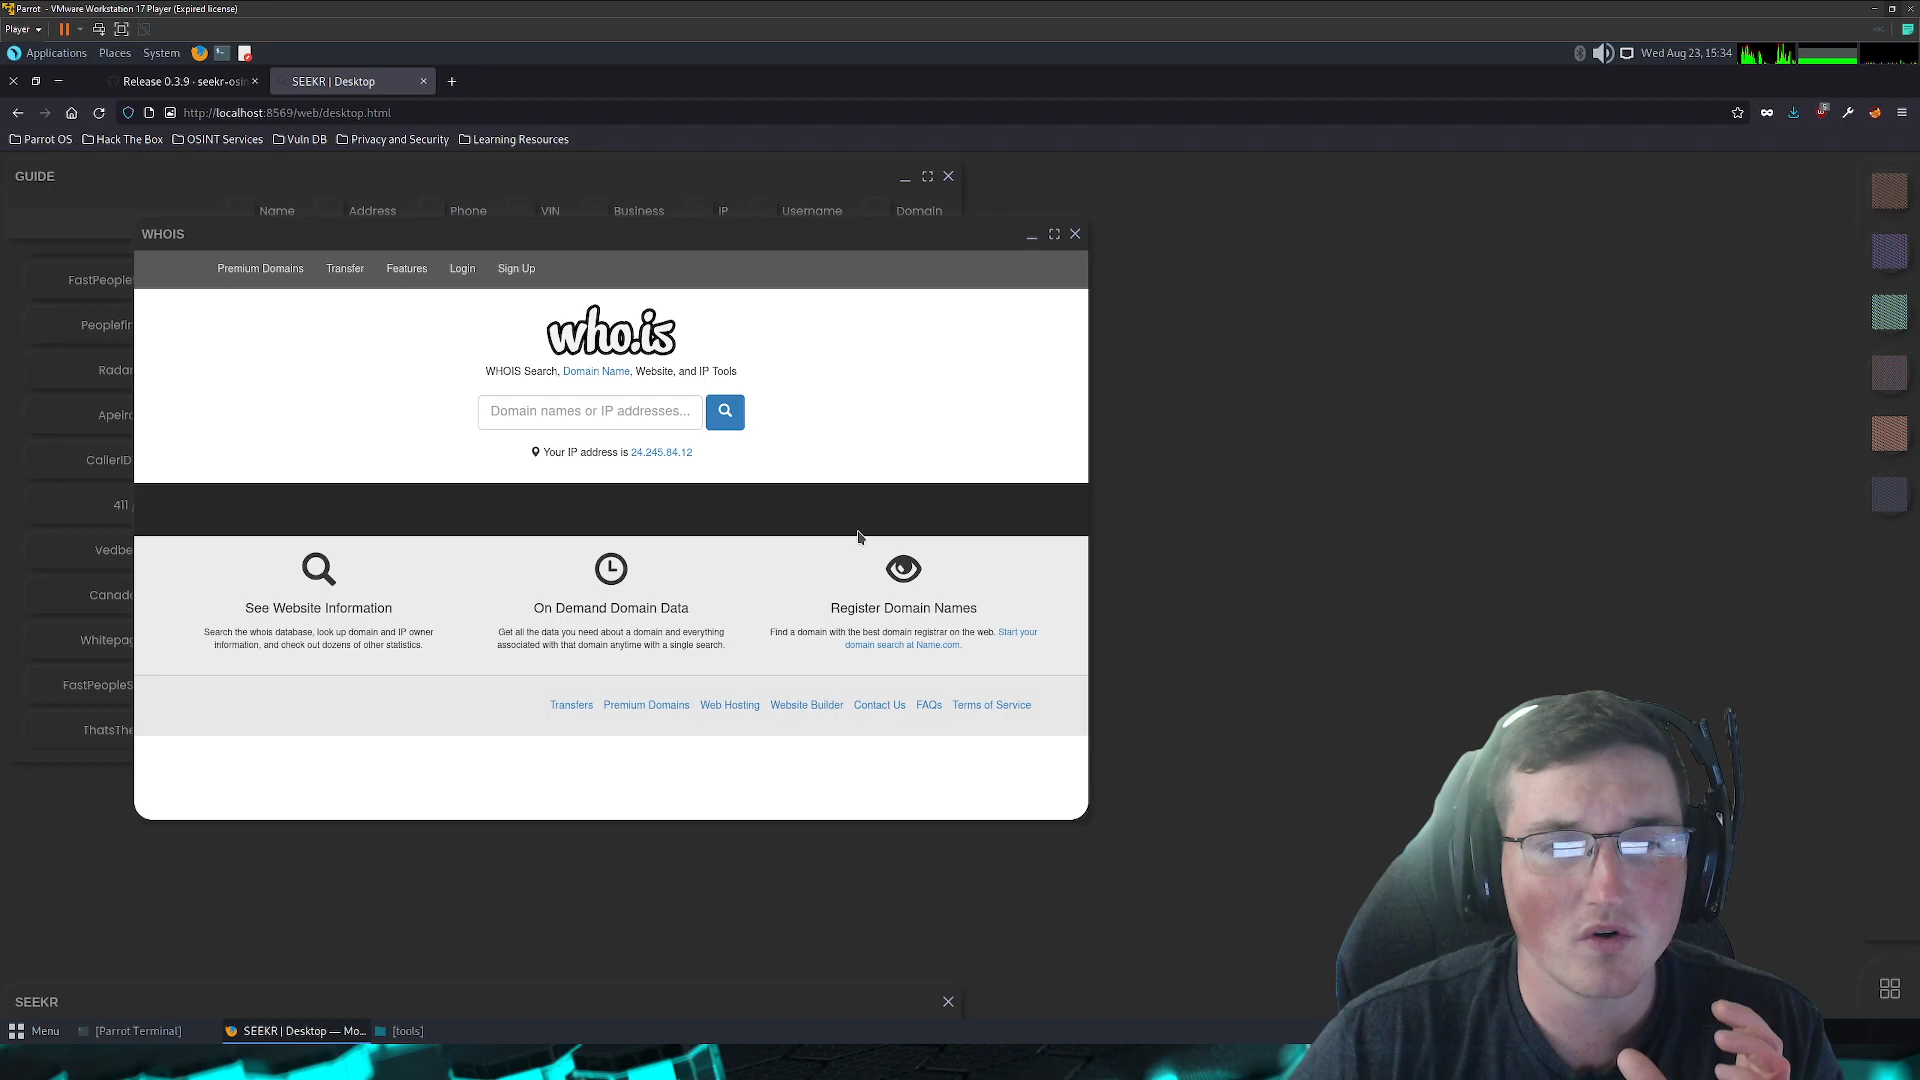 Parrot - VMware Workstation 17 Player (Expired license)
Player
Applications Places System
Wed Aug 23, 15:34
Release 0.3.9 · seekr-osin
SEEKR | Desktop
http://localhost:8569/web/desktop.html
5
Parrot OS Hack The Box OSINT Services Vuln DB Privacy and Security Learning Resources
GUIDE
Name Address Phone VIN Business IP Username Domain
WHOIS
Premium Domains Transfer Features Login Sign Up
who.is
WHOIS Search, Domain Name, Website, and IP Tools
Domain names or IP addresses...
Your IP address is 24.245.84.12
FastPeople
Peoplefin
Radar
Apeiro
CallerID
411
Vedbe
Canada
Whitepag
FastPeopleS
ThatsThe
See Website Information
Search the whois database, look up domain and IP owner
information, and check out dozens of other statistics.
On Demand Domain Data
Get all the data you need about a domain and everything
associated with that domain anytime with a single search.
Register Domain Names
Find a domain with the best domain registrar on the web. Start your
domain search at Name.com.
Transfers Premium Domains Web Hosting Website Builder Contact Us FAQs Terms of Service
SEEKR
Menu [Parrot Terminal] SEEKR | Desktop — Mo... [tools]